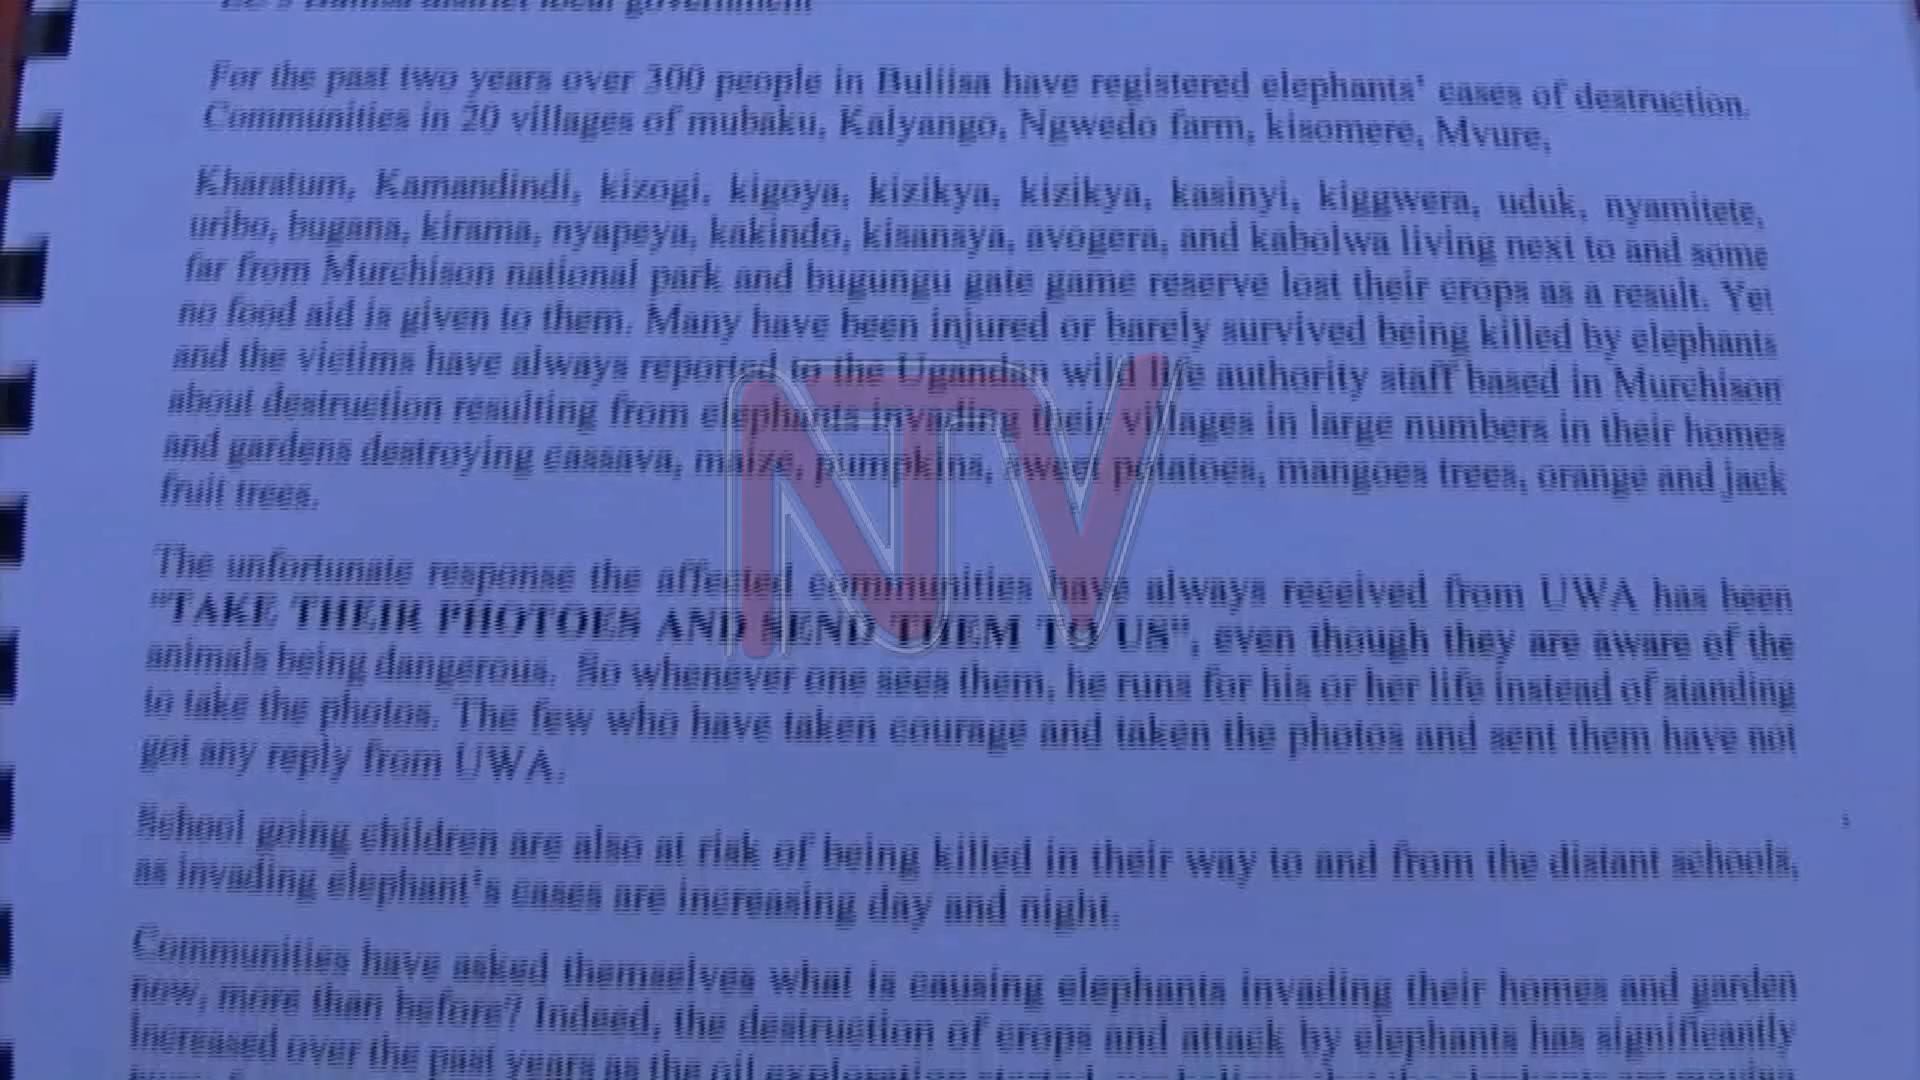 district local government
For the past two years over 300 people in Buliisa have registered elephants' cases of destruction.
Communities in 20 villages of mubaku, Kalyango, Ngwedo farm, kisomere, Mvure,
Kharatum, Kamandindi, kizogi, kigoya, kizikya, kizikya, kasinyi, kiggwera, uduk, nyamitete,
uribo, bugana, kirama, nyapeya, kakindo, kisansya, avogera, and kabolwa living next to and some
far from Murchison national park and bugungu gate game reserve lost their crops as a result. Yet
no food aid is given to them. Many have been injured or barely survived being killed by elephants
and the victims have always reported to the Ugandan wild life authority staff based in Murchison
about destruction resulting from elephants invading their villages in large numbers in their homes
and gardens destroying cassava, maize, pumpkins, sweet potatoes, mangoes trees, orange and jack
fruit trees.
NTV
The unfortunate response the affected communities have always received from UWA has been
"TAKE THEIR PHOTOES AND SEND THEM TO US", even though they are aware of the
animals being dangerous. So whenever one sees them, he runs for his or her life instead of standing
to take the photos. The few who have taken courage and taken the photos and sent them have not
got any reply from UWA.
School going children are also at risk of being killed in their way to and from the distant schools,
as invading elephant's cases are increasing day and night.
Communities have asked themselves what is causing elephants invading their homes and garden
now, more than before? Indeed, the destruction of crops and attack by elephants has significantly
increased over the past years as the oil exploration started